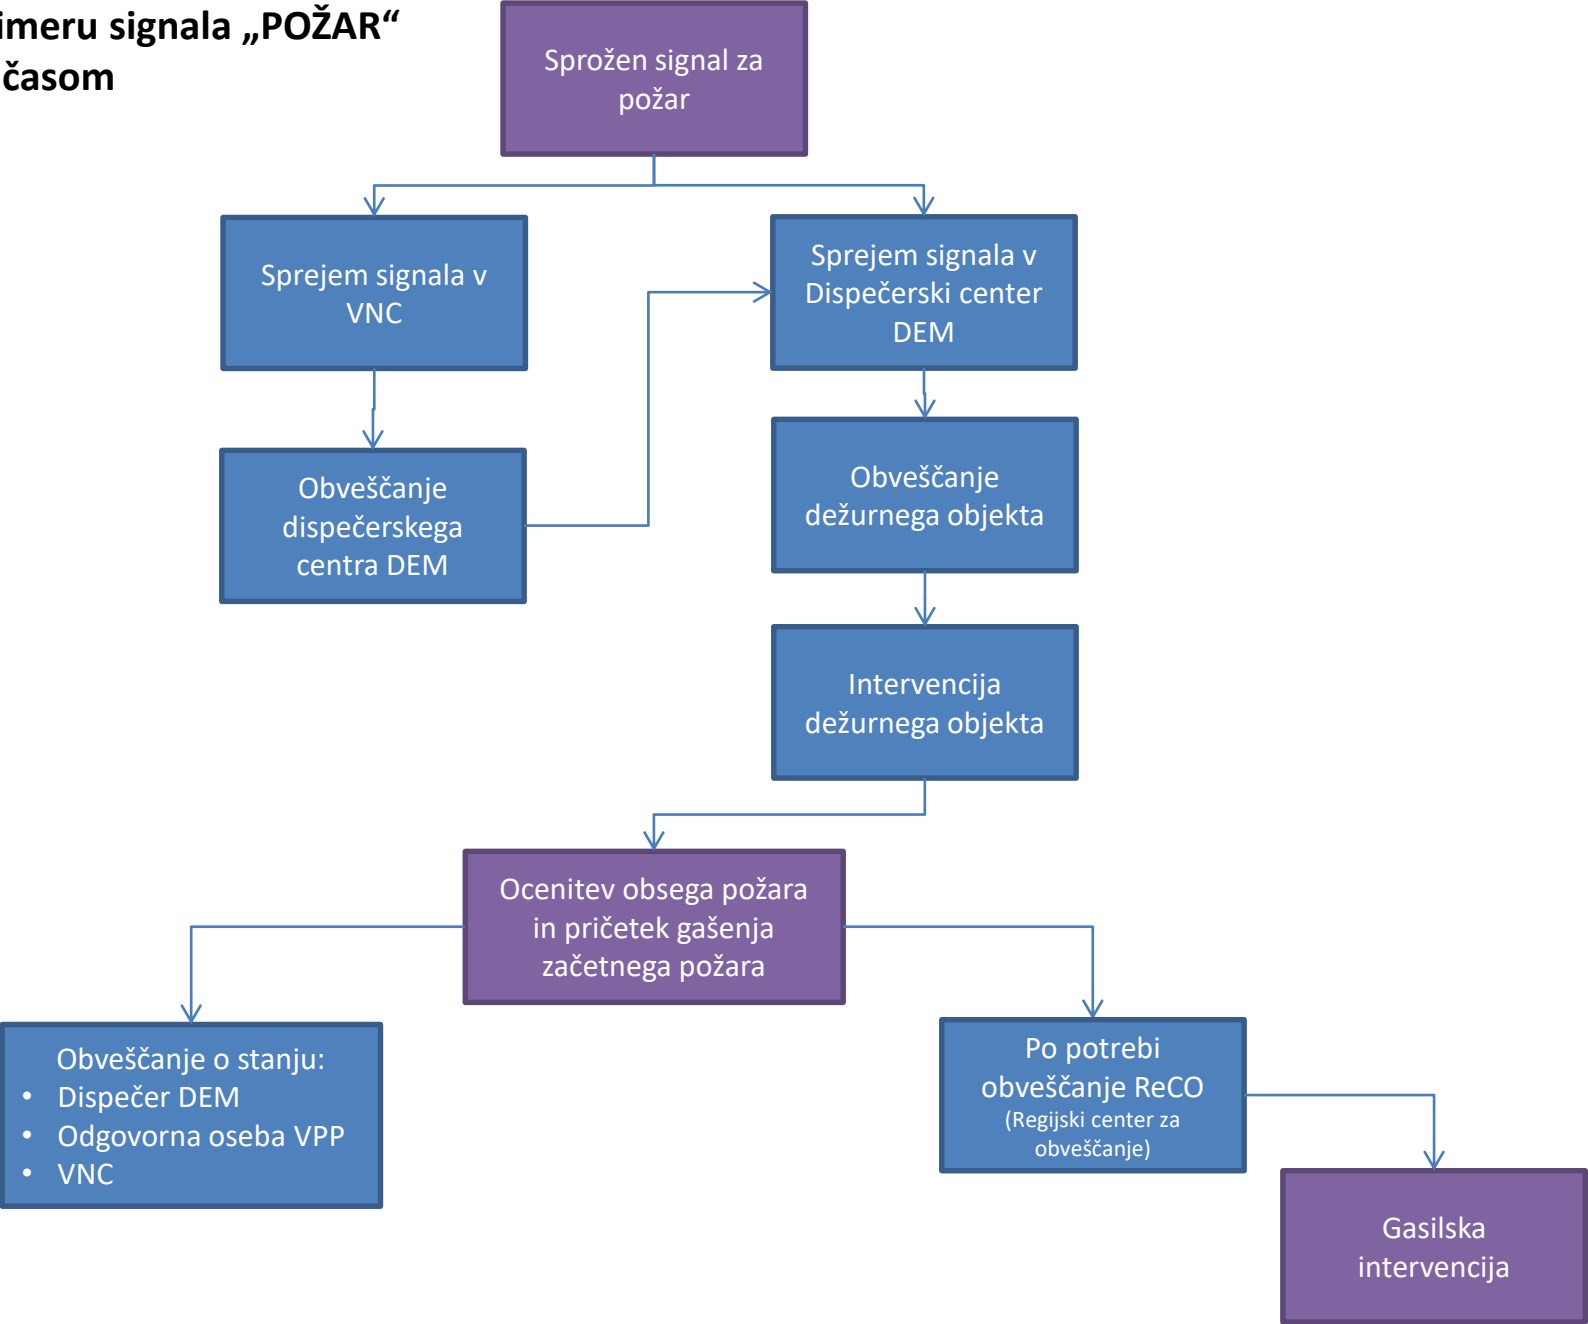 imeru signala „POŽAR“
časom
Sprožen signal za
požar
Sprejem signala v
VNC
Sprejem signala v
Dispečerski center
DEM
Obveščanje
dispečerskega
centra DEM
Obveščanje
dežurnega objekta
Intervencija
dežurnega objekta
Ocenitev obsega požara
in pričetek gašenja
začetnega požara
Obveščanje o stanju:
• Dispečer DEM
• Odgovorna oseba VPP
• VNC
Po potrebi
obveščanje ReCO
(Regijski center za
obveščanje)
Gasilska
intervencija